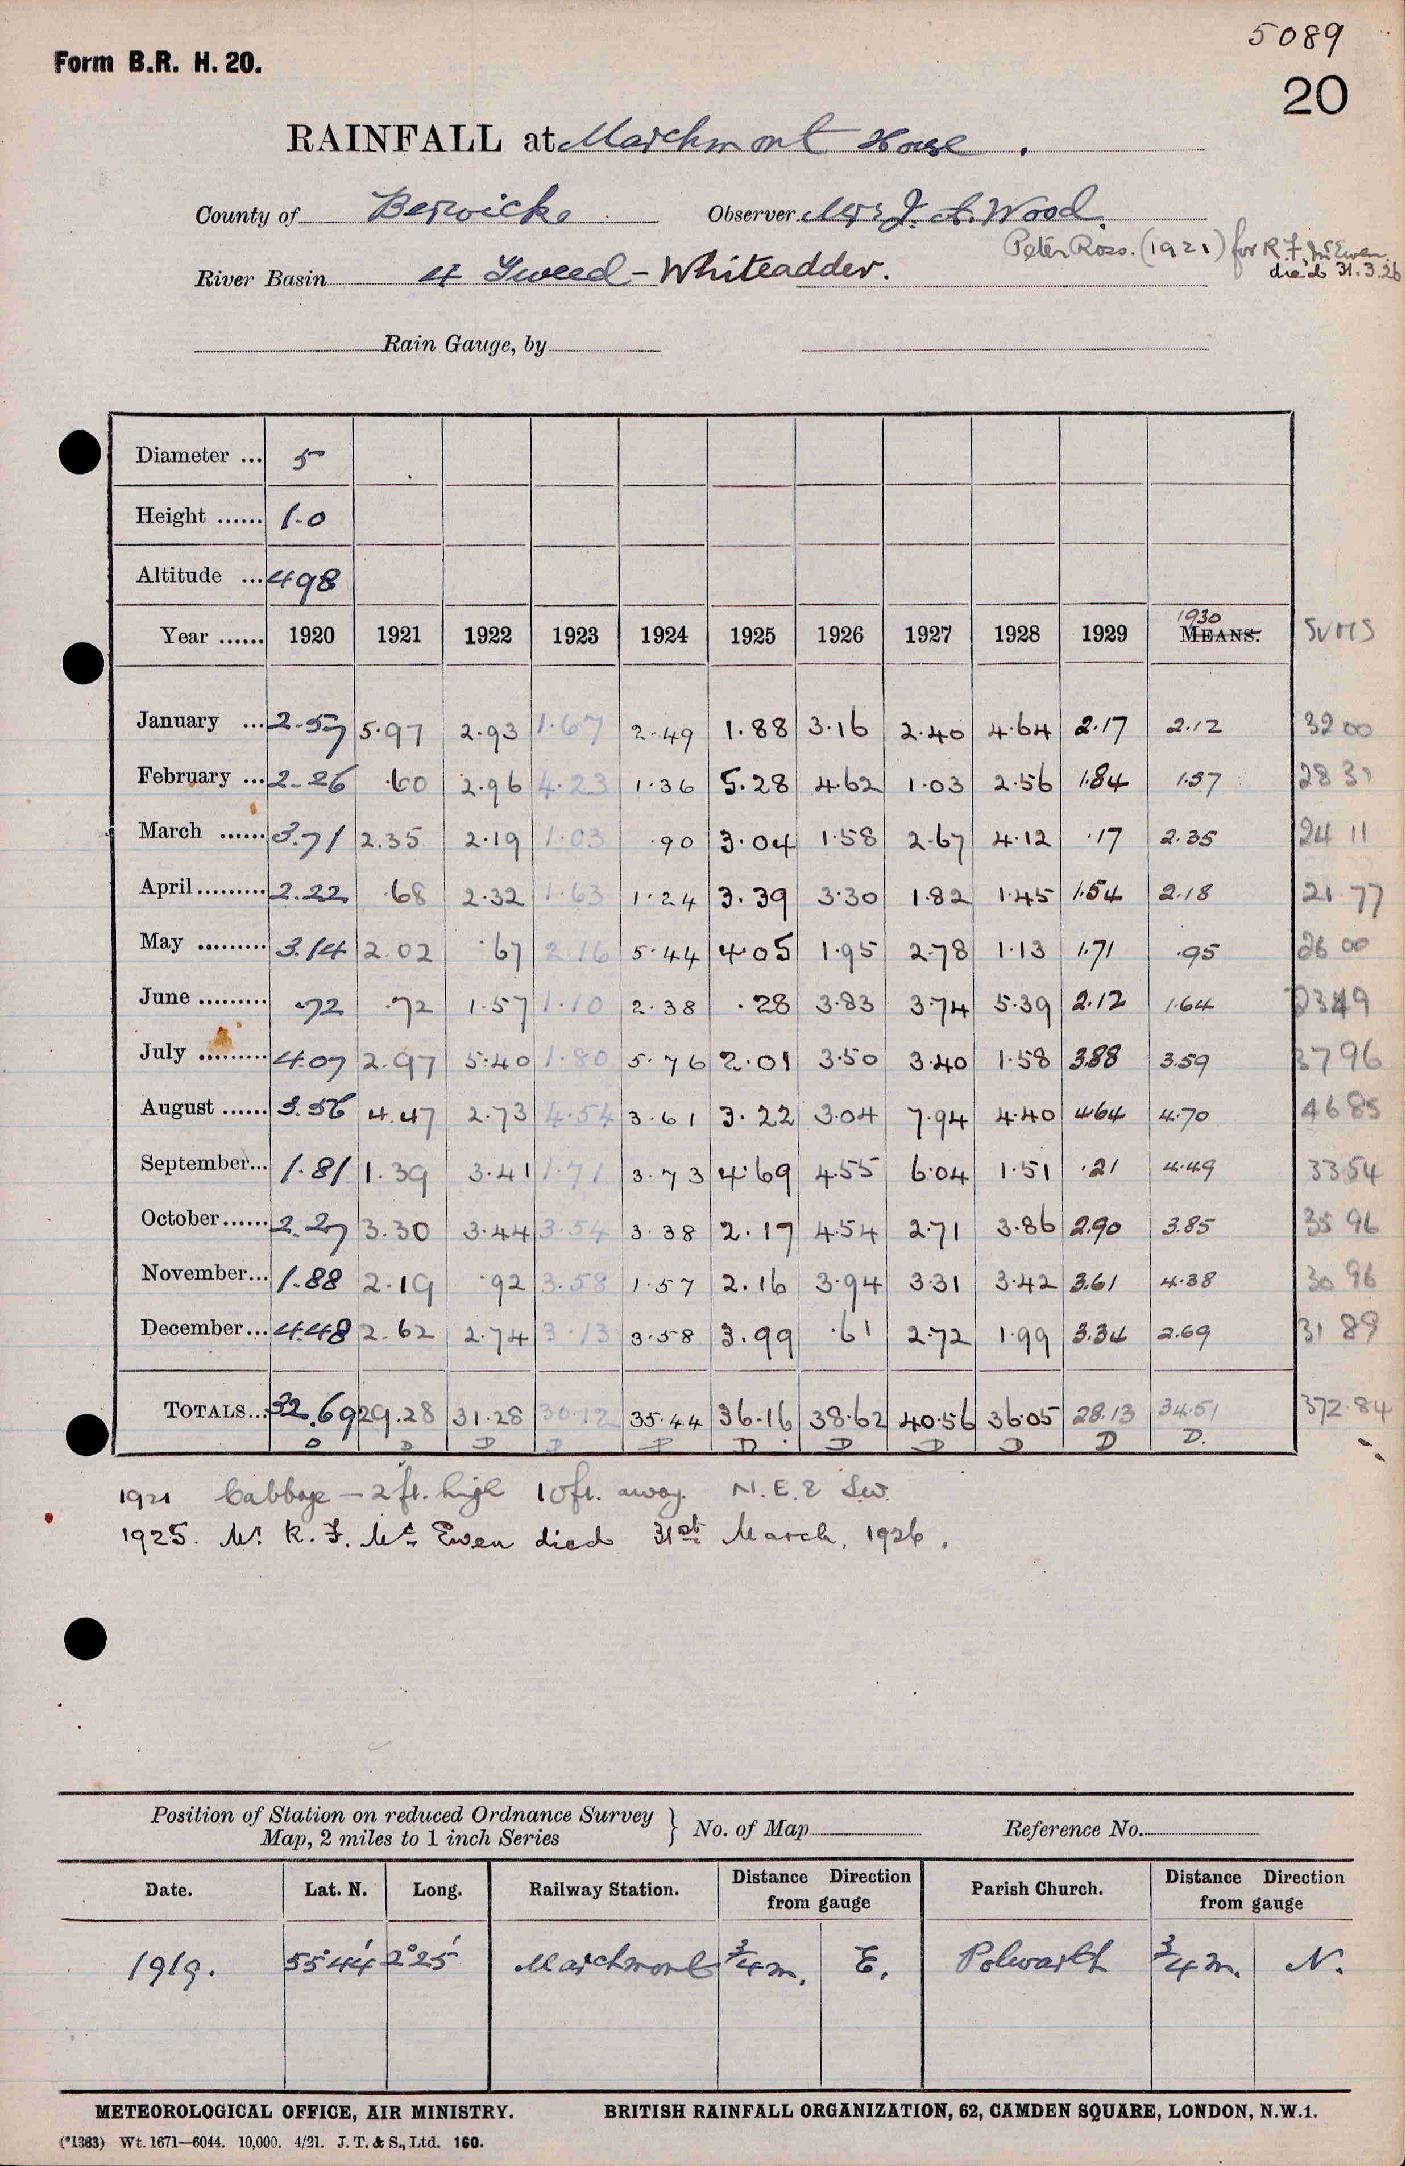 5089
Form B.R. H. 20.
20
RAINFALL at Marchmont House.
County of Berwicke Observer Mrs J. A. Wood.
Peter Ross. (1921) for R. F. McEwen
died 31.3.26
River Basin 4 Tweed - Whiteadder.
Rain Gauge, by
Diameter ... 5
Height ...... 1.0
Altitude ... 498
1930
Year ...... 1920 1921 1922 1923 1924 1925 1926 1927 1928 1929 MEANS. SUMS
January ... 2.57 5.97 2.93 1.67 2.49 1.88 3.16 2.40 4.64 2.17 2.12 32 00
February ... 2.26 .60 2.96 4.23 1.36 5.28 4.62 1.03 2.56 1.84 1.57 28 31
March ...... 3.71 2.35 2.19 1.03 .90 3.04 1.58 2.67 4.12 .17 2.35 24 11
April ......... 2.22 .68 2.32 1.63 1.24 3.39 3.30 1.82 1.45 1.54 2.18 21 77
May ......... 3.14 2.02 .67 2.16 5.44 4.05 1.95 2.78 1.13 1.71 .95 26 00
June ......... .72 .72 1.57 1.10 2.38 .28 3.83 3.74 5.39 2.12 1.64 2349
July ......... 4.07 2.97 5.40 1.80 5.76 2.01 3.50 3.40 1.58 3.88 3.59 3796
August ...... 3.56 4.47 2.73 4.54 3.61 3.22 3.04 7.94 4.40 4.64 4.70 46 85
September... 1.81 1.39 3.41 1.71 3.73 4.69 4.55 6.04 1.51 .21 4.49 33.54
October...... 2.27 3.30 3.44 3.54 3.38 2.17 4.54 2.71 3.86 2.90 3.85 35 96
November... 1.88 2.19 .92 3.58 1.57 2.16 3.94 3.31 3.42 3.61 4.38 30 96
December... 4.48 2.62 2.74 3.13 3.58 3.99 .61 2.72 1.99 3.34 2.69 31 89
TOTALS... 32.69 29.28 31.28 30.12 35.44 36.16 38.62 40.56 36.05 28.13 34.51 372.84
D D D D D D D D D D D.
1921 Cabbage - 2 ft. high 10 ft. away. N.E. & SW.
1925. Mr. R. F. Mc Ewen died 31st March, 1926.
Position of Station on reduced Ordnance Survey Map, 2 miles to 1 inch Series } No. of Map Reference No.
Date. Lat. N. Long. Railway Station. Distance Direction from gauge Parish Church. Distance Direction from gauge
1919. 55°44' 2°25' Marchmont 3/4 m. E. Polwarth 3/4 m. N.
METEOROLOGICAL OFFICE, AIR MINISTRY. BRITISH RAINFALL ORGANIZATION, 62, CAMDEN SQUARE, LONDON, N.W.1.
(*1383) Wt. 1671—6044. 10,000. 4/21. J. T. & S., Ltd. 160.